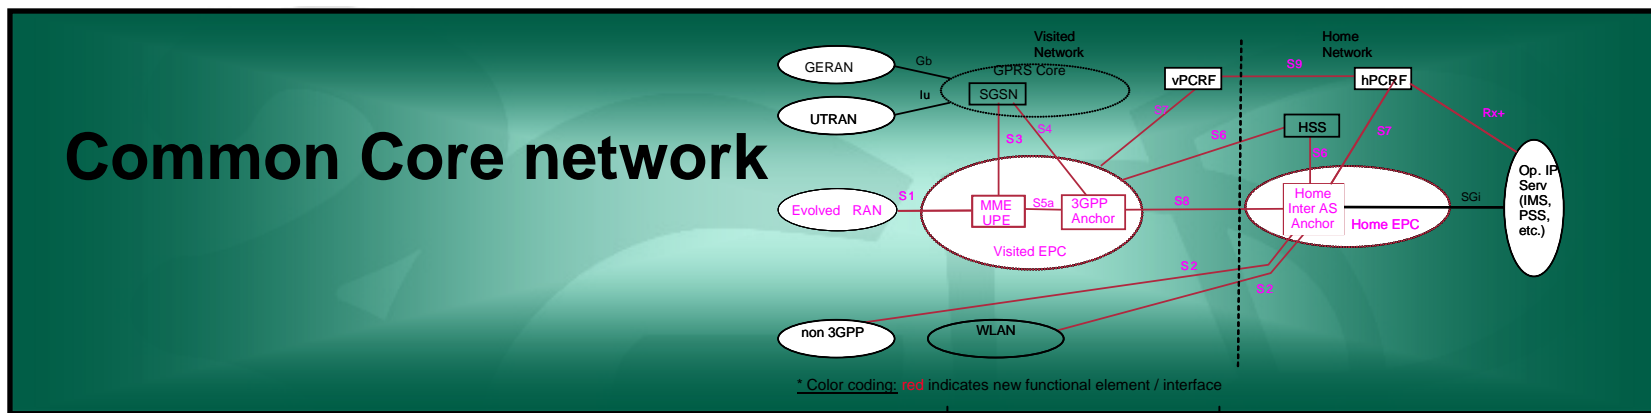 Common Core network
Visited
Network
Home
Network
GERAN
Gb
GPRS Core
SGSN
vPCRF
S9
hPCRF
Iu
UTRAN
S7
Rx+
S3
S4
S6
HSS
S7
S6
Evolved RAN
S1
MME
UPE
S5a
3GPP
Anchor
S8
Home
Inter AS
Anchor
Home EPC
SGi
Op. IP
Serv
(IMS,
PSS,
etc.)
Visited EPC
S2
S2
non 3GPP
WLAN
* Color coding: red indicates new functional element / interface